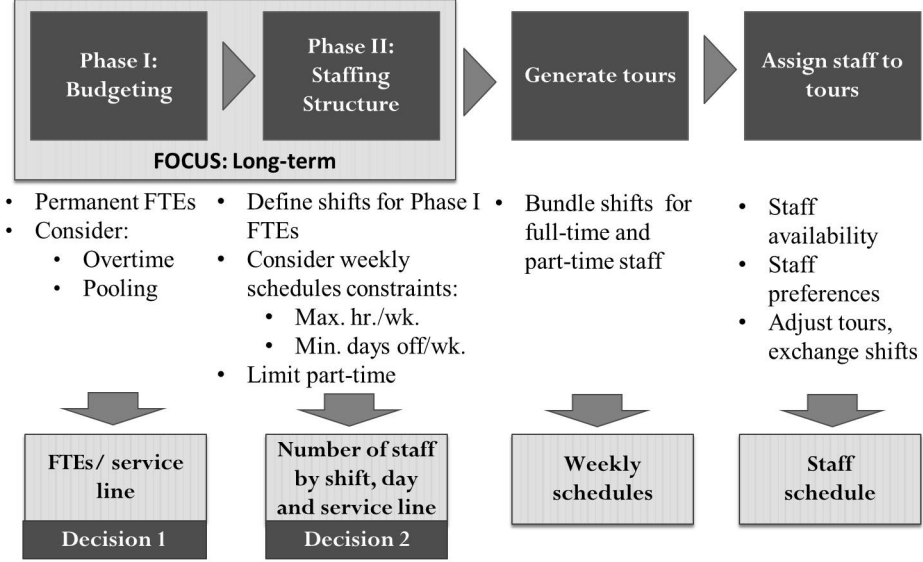 Phase I:
Budgeting
Phase II:
Staffing
Structure
Generate tours
Assign staff to
tours
FOCUS: Long-term
• Permanent FTEs
• Consider:
• Overtime
• Pooling
• Define shifts for Phase I
FTEs
• Consider weekly
schedules constraints:
• Max. hr./wk.
• Min. days off/wk.
• Limit part-time
• Bundle shifts for
full-time and
part-time staff
• Staff
availability
• Staff
preferences
• Adjust tours,
exchange shifts
FTEs/ service
line
Decision 1
Number of staff
by shift, day
and service line
Decision 2
Weekly
schedules
Staff
schedule